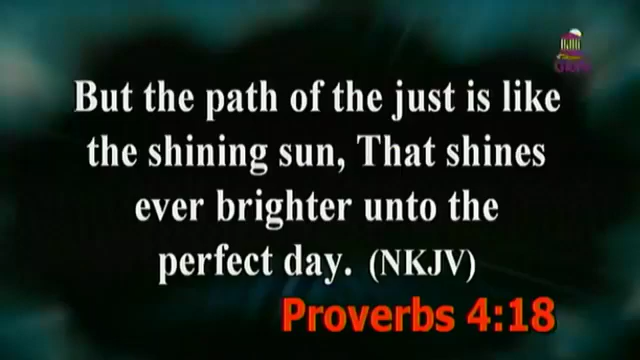 But the path of the just is like
the shining sun, That shines
ever brighter unto the
perfect day. (NKJV)
Proverbs 4:18